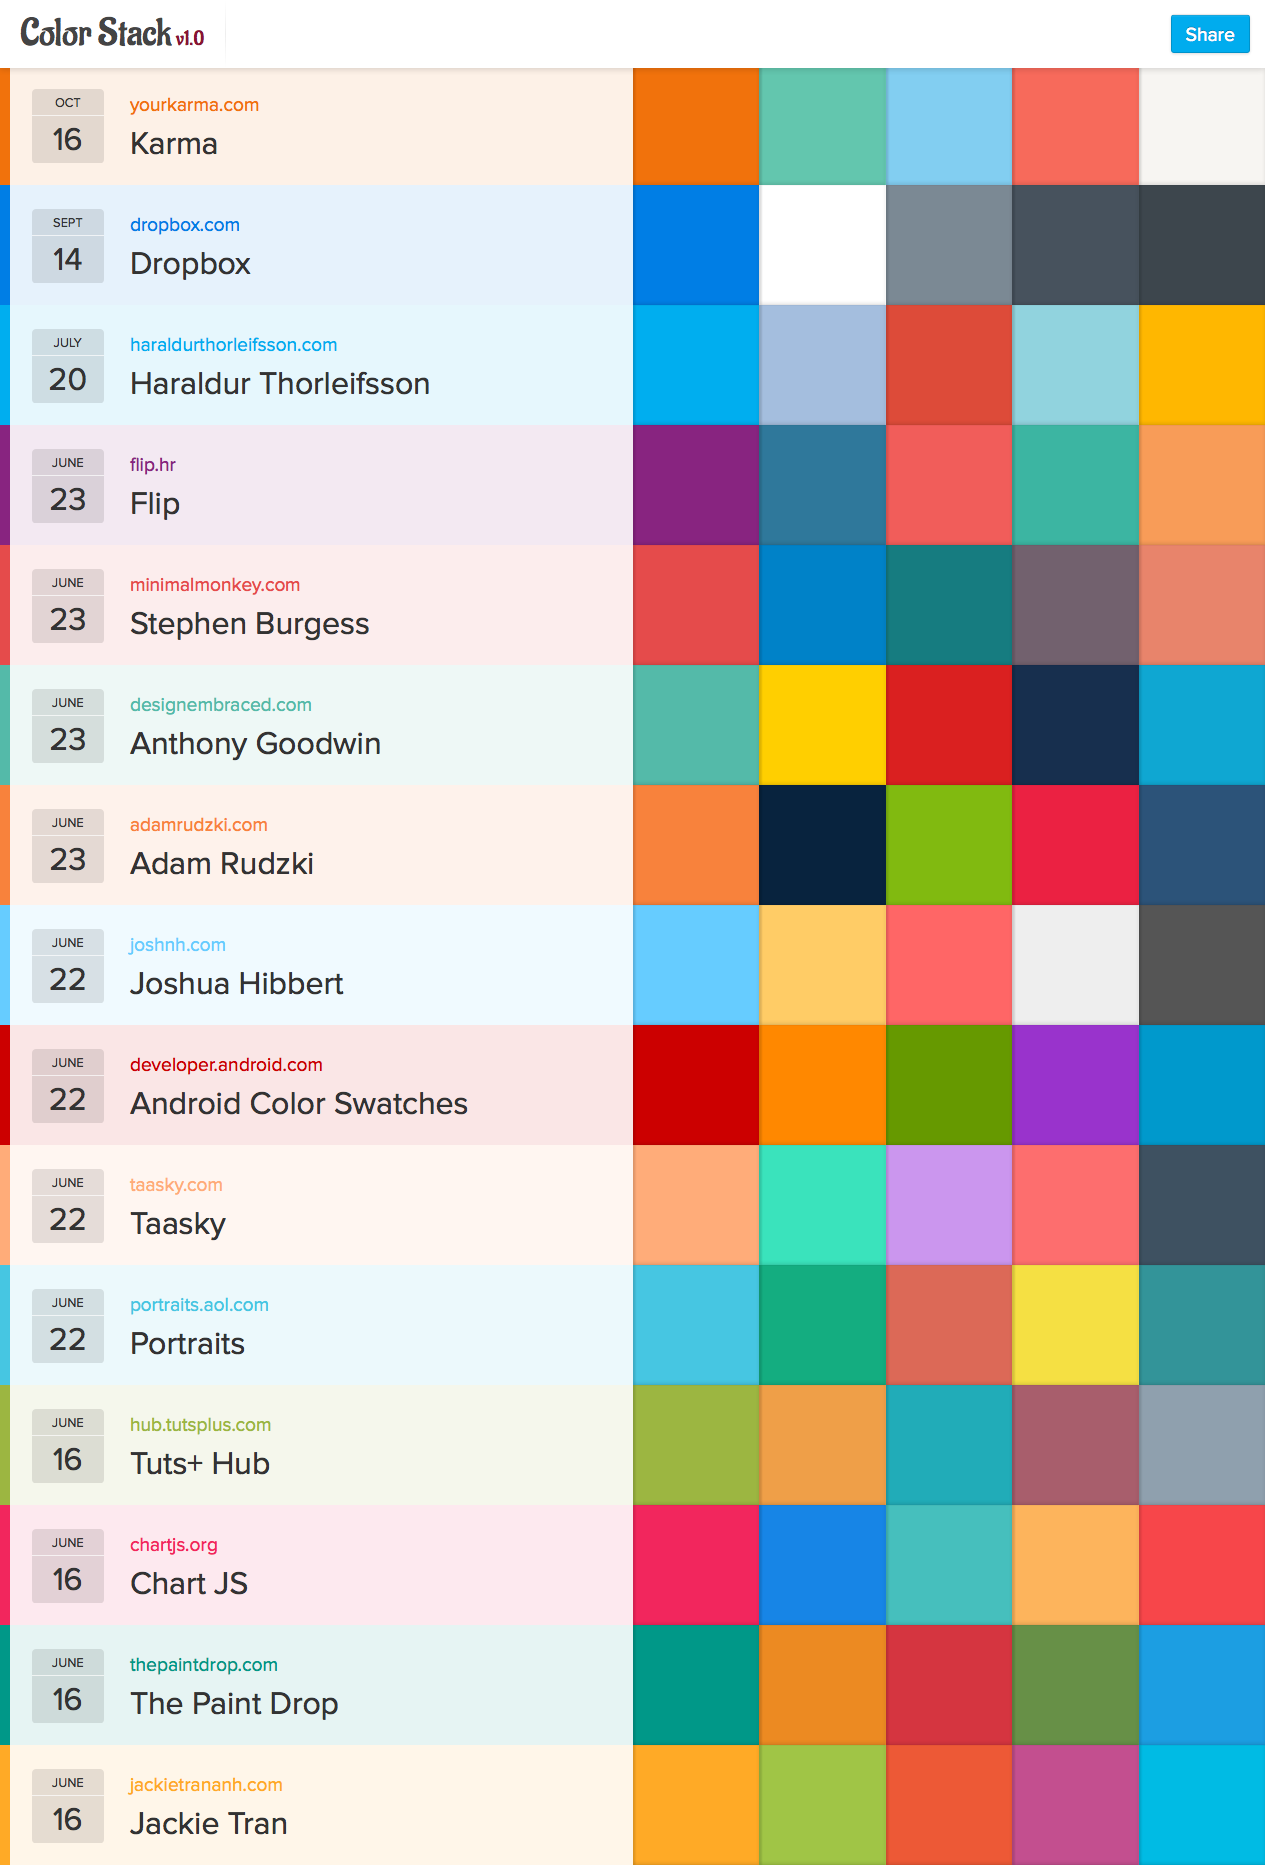 Color Stack v1.0
Share
OCT
16
yourkarma.com
Karma
SEPT
14
dropbox.com
Dropbox
JULY
20
haraldurthorleifsson.com
Haraldur Thorleifsson
JUNE
23
flip.hr
Flip
JUNE
23
minimalmonkey.com
Stephen Burgess
JUNE
23
designembraced.com
Anthony Goodwin
JUNE
23
adamrudzki.com
Adam Rudzki
JUNE
22
joshnh.com
Joshua Hibbert
JUNE
22
developer.android.com
Android Color Swatches
JUNE
22
taasky.com
Taasky
JUNE
22
portraits.aol.com
Portraits
JUNE
16
hub.tutsplus.com
Tuts+ Hub
JUNE
16
chartjs.org
Chart JS
JUNE
16
thepaintdrop.com
The Paint Drop
JUNE
16
jackietrananh.com
Jackie Tran